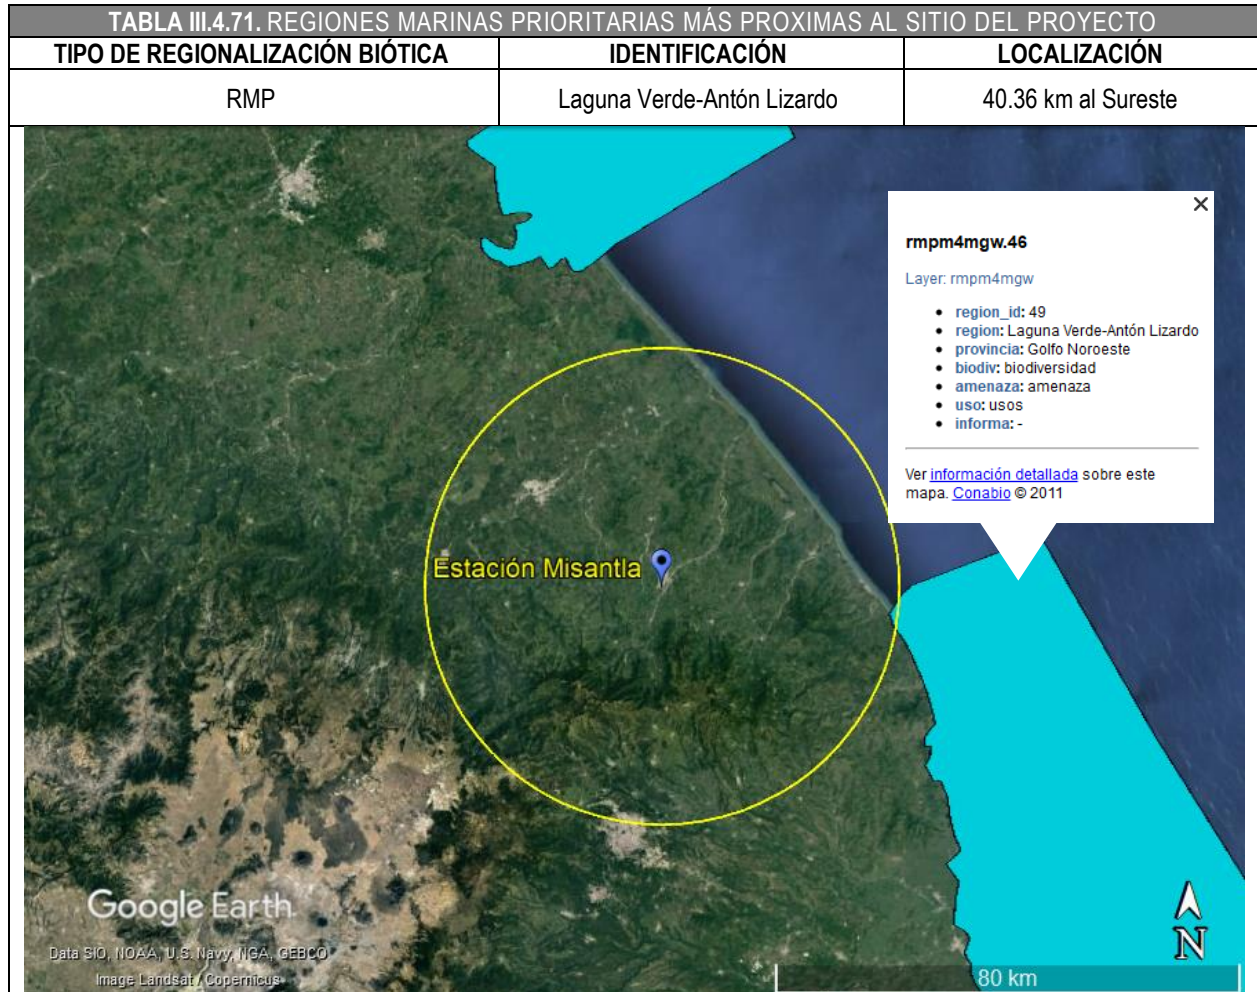 TABLA III.4.71. REGIONES MARINAS PRIORITARIAS MÁS PROXIMAS AL SITIO DEL PROYECTO
TIPO DE REGIONALIZACIÓN BIÓTICA IDENTIFICACIÓN LOCALIZACIÓN
RMP Laguna Verde-Antón Lizardo 40.36 km al Sureste
rmpm4mgw.46
Layer: rmpm4mgw
region_id: 49
region: Laguna Verde-Antón Lizardo
provincia: Golfo Noroeste
biodiv: biodiversidad
amenaza: amenaza
uso: usos
informa: -
Ver información detallada sobre este
mapa. Conabio © 2011
Estación Misantla
Google Earth
Data SIO, NOAA, U.S. Navy, NGA, GEBCO
Image Landsat / Copernicus
N
80 km